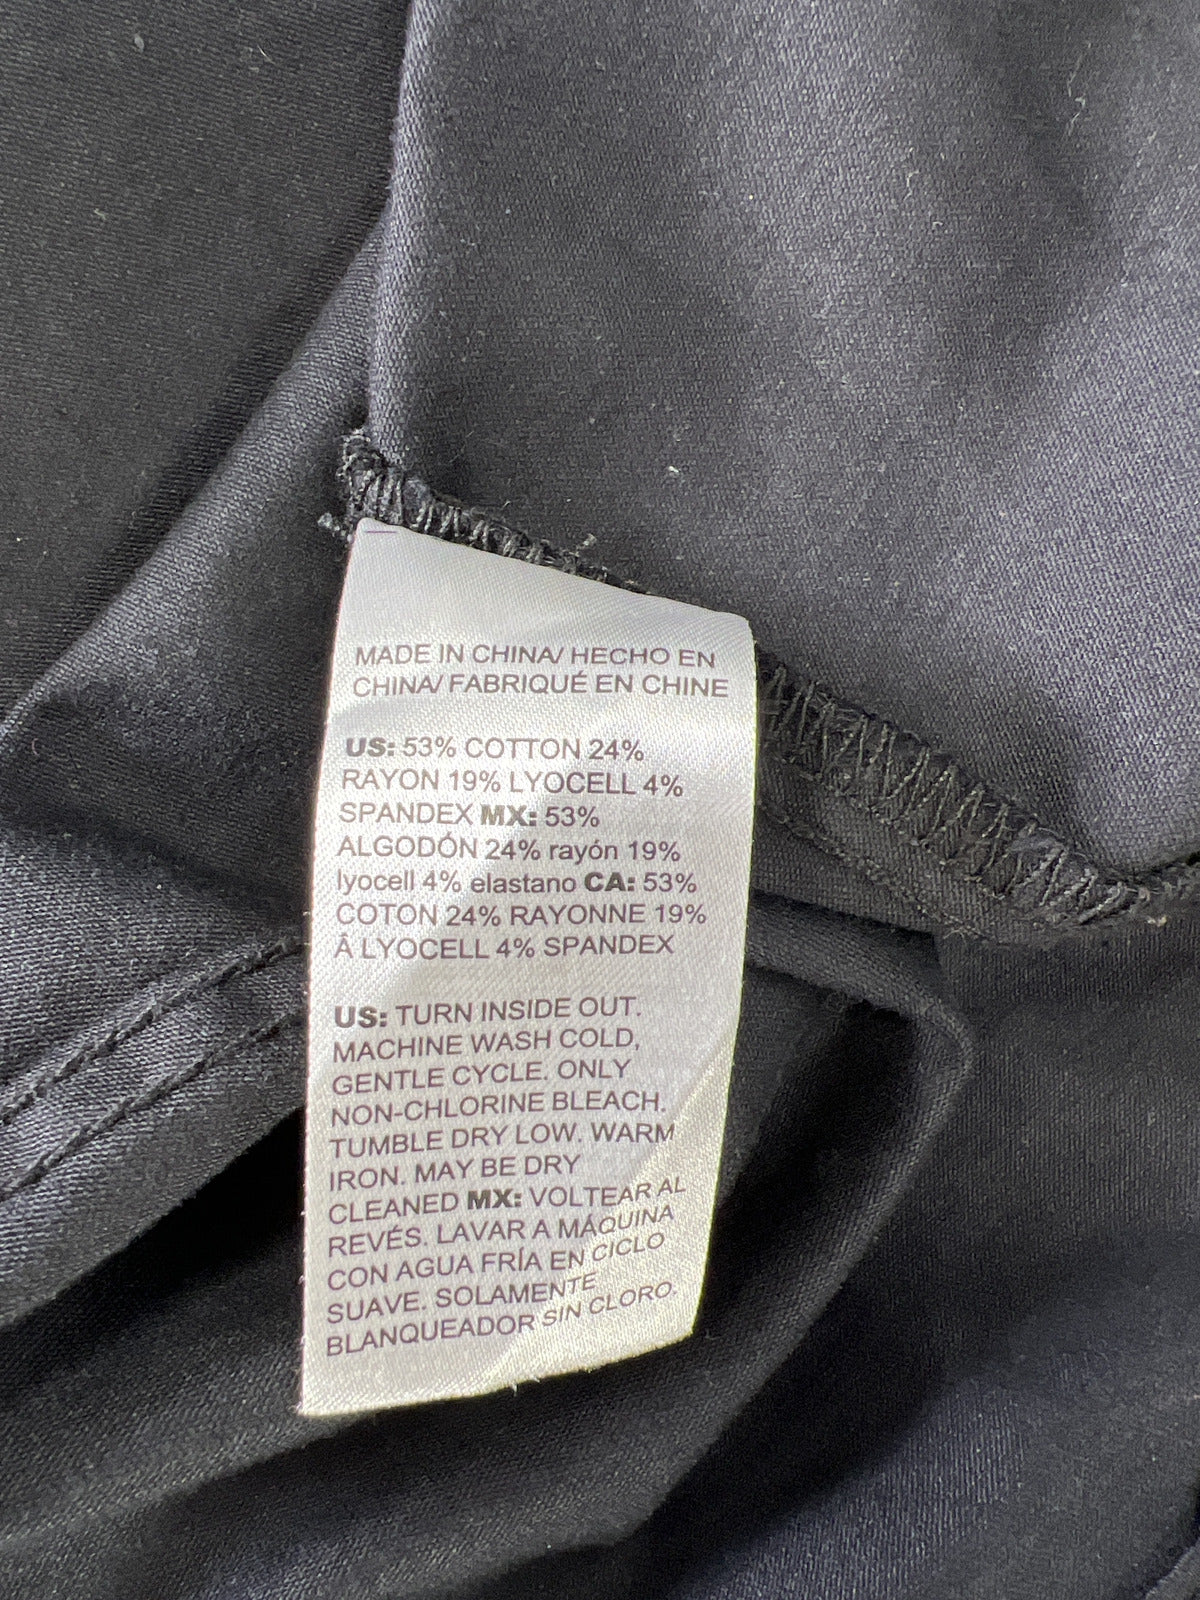 MADE IN CHINA/ HECHO EN
CHINA/ FABRIQUÉ EN CHINE
US: 53% COTTON 24%
RAYON 19% LYOCELL 4%
SPANDEX MX: 53%
ALGODÓN 24% rayón 19%
lyocell 4% elastano CA: 53%
COTON 24% RAYONNE 19%
À LYOCELL 4% SPANDEX
US: TURN INSIDE OUT.
MACHINE WASH COLD,
GENTLE CYCLE. ONLY
NON-CHLORINE BLEACH.
TUMBLE DRY LOW. WARM
IRON. MAY BE DRY
CLEANED MX: VOLTEAR AL
REVÉS. LAVAR A MÁQUINA
CON AGUA FRÍA EN CICLO
SUAVE. SOLAMENTE
BLANQUEADOR SIN CLORO.